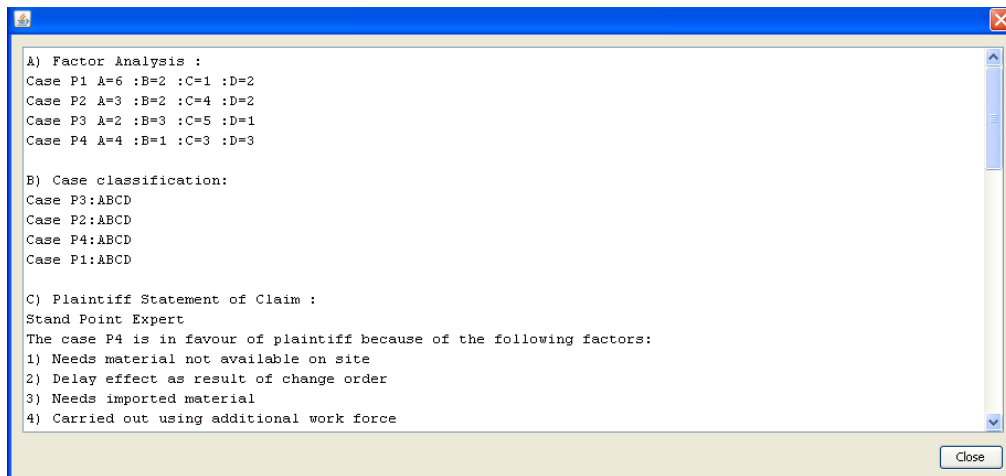 A) Factor Analysis :
Case P1 A=6 :B=2 :C=1 :D=2
Case P2 A=3 :B=2 :C=4 :D=2
Case P3 A=2 :B=3 :C=5 :D=1
Case P4 A=4 :B=1 :C=3 :D=3
B) Case classification:
Case P3:ABCD
Case P2:ABCD
Case P4:ABCD
Case P1:ABCD
C) Plaintiff Statement of Claim :
Stand Point Expert
The case P4 is in favour of plaintiff because of the following factors:
1) Needs material not available on site
2) Delay effect as result of change order
3) Needs imported material
4) Carried out using additional work force
Close